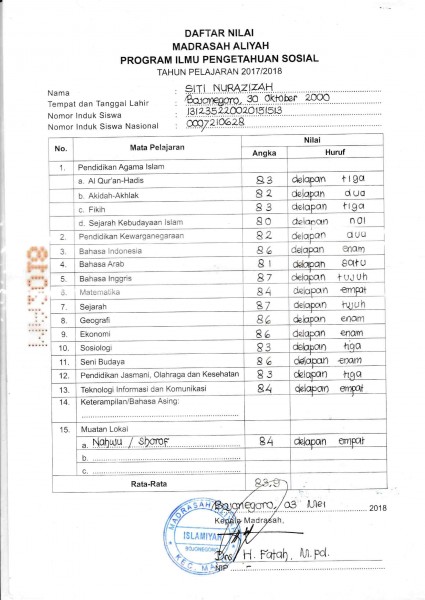 DAFTAR NILAI
MADRASAH ALIYAH
PROGRAM ILMU PENGETAHUAN SOSIAL
TAHUN PELAJARAN 2017/2018
Nama : SITI NURAZIZAH
Tempat dan Tanggal Lahir : Bojonegoro, 30 Oktober 2000
Nomor Induk Siswa : 131235220020151513
Nomor Induk Siswa Nasional : 0007210628
No. Mata Pelajaran Nilai
Angka Huruf
1. Pendidikan Agama Islam
a. Al Qur'an-Hadis 83 delapan tiga
b. Akidah-Akhlak 82 delapan dua
c. Fikih 83 delapan tiga
d. Sejarah Kebudayaan Islam 80 delapan nol
2. Pendidikan Kewarganegaraan 82 delapan dua
3. Bahasa Indonesia 86 delapan enam
4. Bahasa Arab 81 delapan satu
5. Bahasa Inggris 87 delapan tujuh
6. Matematika 84 delapan empat
7. Sejarah 87 delapan tujuh
8. Geografi 86 delapan enam
9. Ekonomi 86 delapan enam
10. Sosiologi 83 delapan tiga
11. Seni Budaya 86 delapan enam
12. Pendidikan Jasmani, Olahraga dan Kesehatan 83 delapan tiga
13. Teknologi Informasi dan Komunikasi 84 delapan empat
14. Keterampilan/Bahasa Asing:
15. Muatan Lokal
a. Nahwu / Shorof 84 delapan empat
b.
c.
Rata-Rata 83,9
Bojonegoro, 03 Mei 2018
Kepala Madrasah,
ISLAMIYAH
BOJONEGORO
Drs. H. Fatah, M.Pd.
NIP -